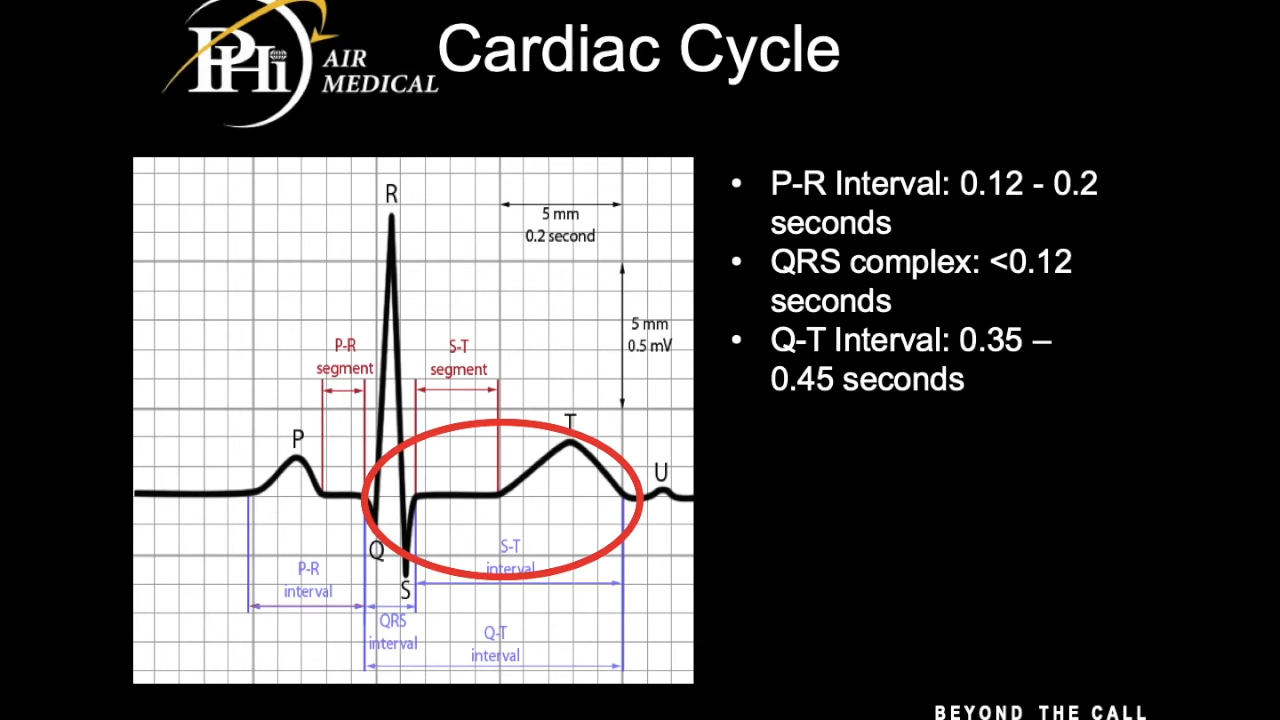 PHi
AIR
MEDICAL
Cardiac Cycle
R
5 mm
0.2 second
5 mm
0.5 mV
P-R
segment
S-T
segment
P
T
U
Q
S
P-R
interval
S-T
interval
QRS
interval
Q-T
interval
• P-R Interval: 0.12 - 0.2
seconds
• QRS complex: <0.12
seconds
• Q-T Interval: 0.35 –
0.45 seconds
BEYOND THE CALL